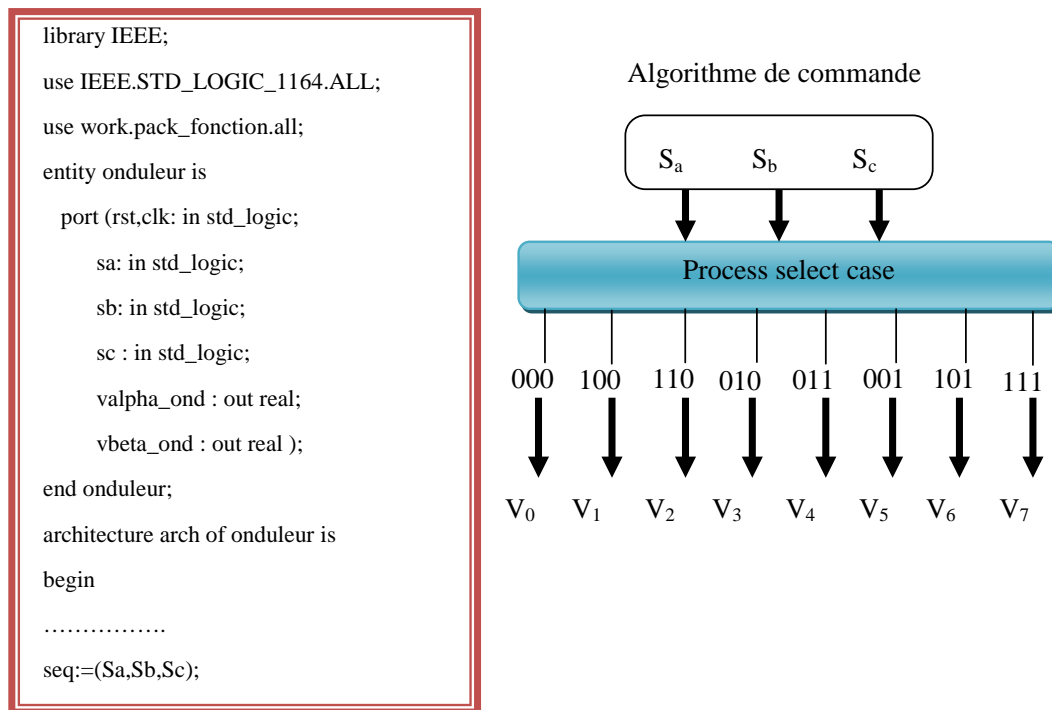 library IEEE;
use IEEE.STD_LOGIC_1164.ALL;
use work.pack_fonction.all;
entity onduleur is
port (rst,clk: in std_logic;
sa: in std_logic;
sb: in std_logic;
sc : in std_logic;
valpha_ond : out real;
vbeta_ond : out real );
end onduleur;
architecture arch of onduleur is
begin
…………….
seq:=(Sa,Sb,Sc);
Algorithme de commande
Sa Sb Sc
Process select case
000 100 110 010 011 001 101 111
V0 V1 V2 V3 V4 V5 V6 V7